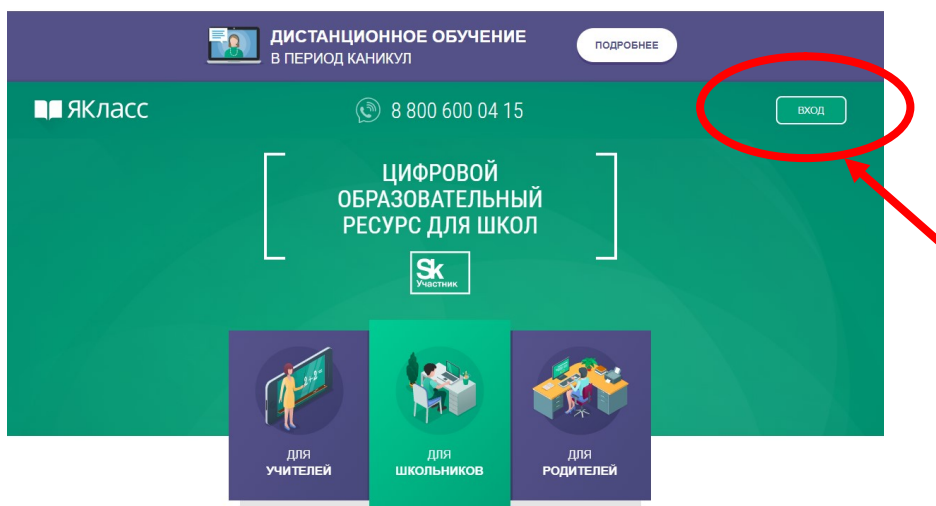 ДИСТАНЦИОННОЕ ОБУЧЕНИЕ
В ПЕРИОД КАНИКУЛ
ПОДРОБНЕЕ
ЯКласс
8 800 600 04 15
ВХОД
ЦИФРОВОЙ
ОБРАЗОВАТЕЛЬНЫЙ
РЕСУРС ДЛЯ ШКОЛ
Sk
Участник
ДЛЯ
УЧИТЕЛЕЙ
ДЛЯ
ШКОЛЬНИКОВ
ДЛЯ
РОДИТЕЛЕЙ